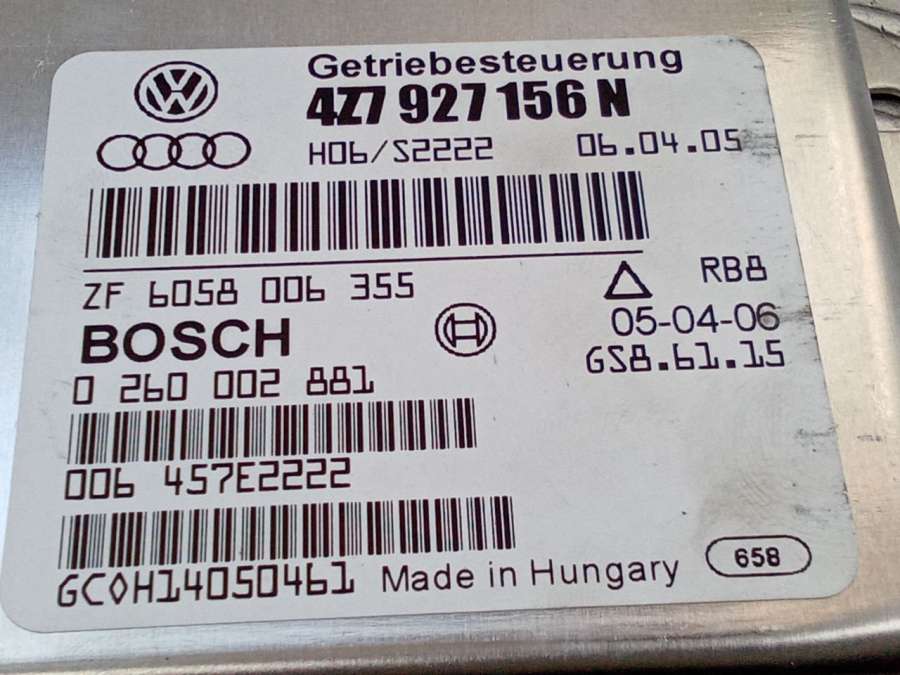 Getriebesteuerung
4Z7 927 156 N
H06/S2222 06.04.05
ZF 6058 006 355
RB8
BOSCH
05-04-06
0 260 002 881
GS8.61.15
006 457E2222
GC0H14050461 Made in Hungary
658